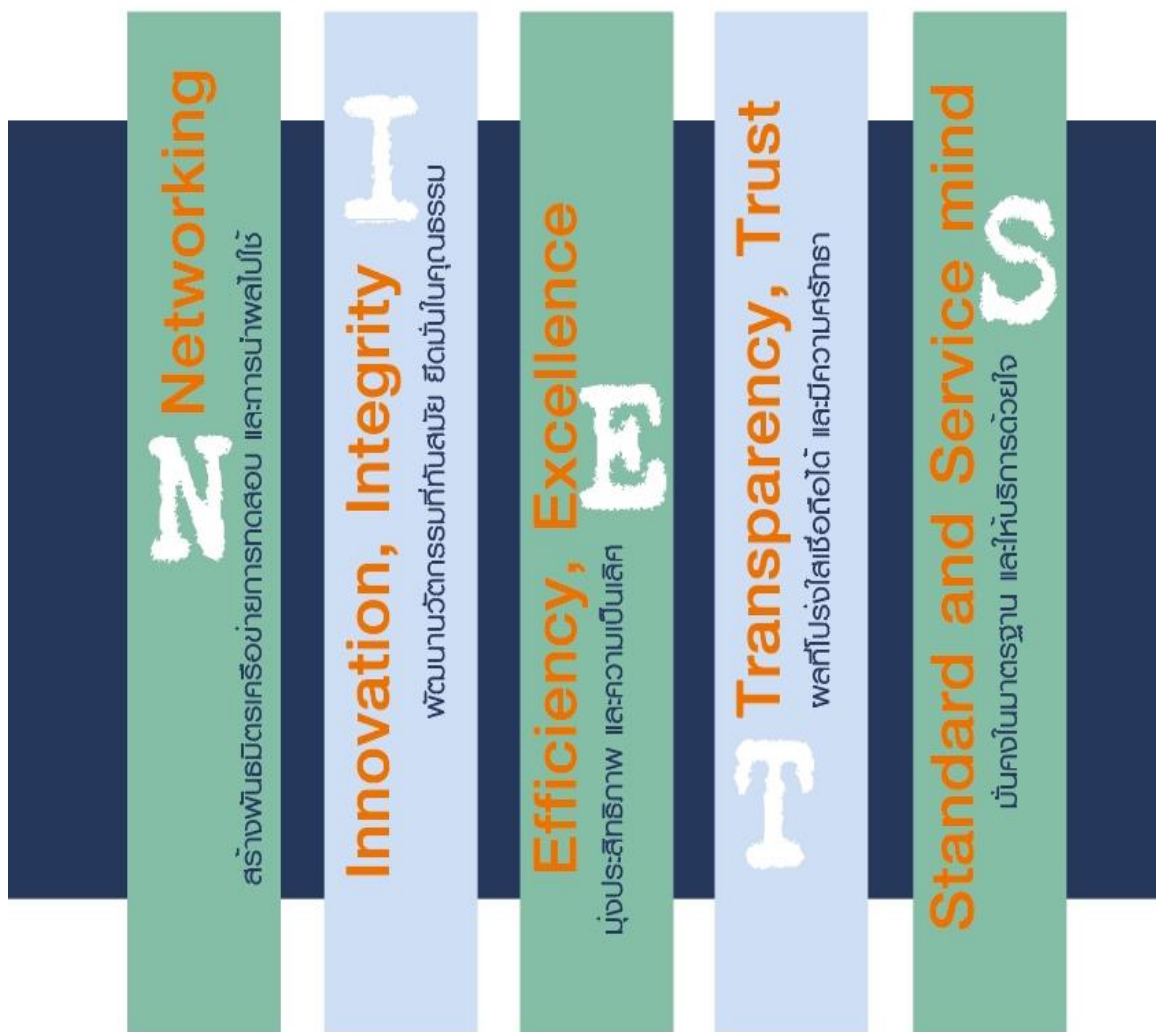 N Networking
สร้างพันธมิตรเครือข่ายการทดสอบ และการนำผลไปใช้
Innovation, Integrity I
พัฒนานวัตกรรมที่ทันสมัย ยึดมั่นในคุณธรรม
Efficiency, Excellence
E
มุ่งประสิทธิภาพ และความเป็นเลิศ
T Transparency, Trust
ผลที่โปร่งใสเชื่อถือได้ และมีความศรัทธา
Standard and Service mind
S
มั่นคงในมาตรฐาน และให้บริการด้วยใจ